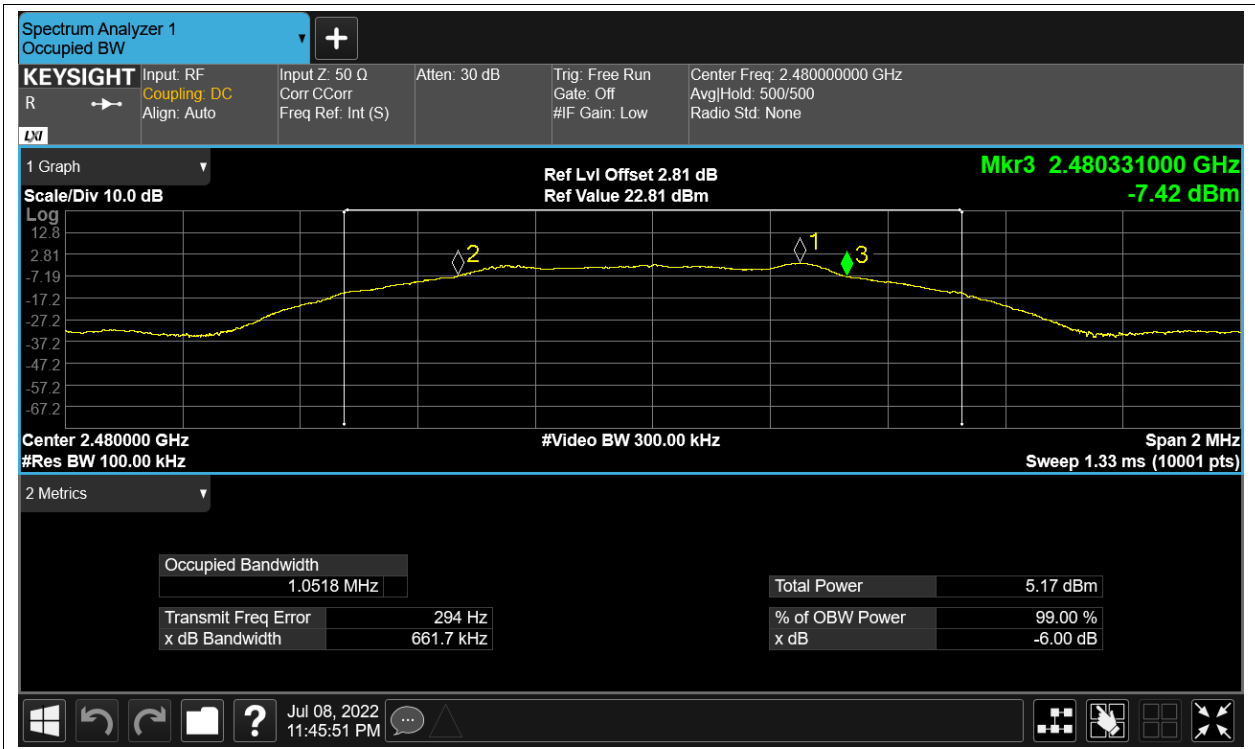 Spectrum Analyzer 1
Occupied BW
KEYSIGHT
R
LXI
Input: RF
Coupling: DC
Align: Auto
Input Z: 50 Ω
Corr CCorr
Freq Ref: Int (S)
Atten: 30 dB
Trig: Free Run
Gate: Off
#IF Gain: Low
Center Freq: 2.480000000 GHz
Avg|Hold: 500/500
Radio Std: None
1 Graph
Scale/Div 10.0 dB
Ref Lvl Offset 2.81 dB
Ref Value 22.81 dBm
Mkr3 2.480331000 GHz
-7.42 dBm
Log
12.8
2.81
-7.19
-17.2
-27.2
-37.2
-47.2
-57.2
-67.2
2
1
3
Center 2.480000 GHz
#Video BW 300.00 kHz
Span 2 MHz
#Res BW 100.00 kHz
Sweep 1.33 ms (10001 pts)
2 Metrics
Occupied Bandwidth
1.0518 MHz
Total Power 5.17 dBm
Transmit Freq Error 294 Hz
% of OBW Power 99.00 %
x dB Bandwidth 661.7 kHz
x dB -6.00 dB
?
Jul 08, 2022
11:45:51 PM